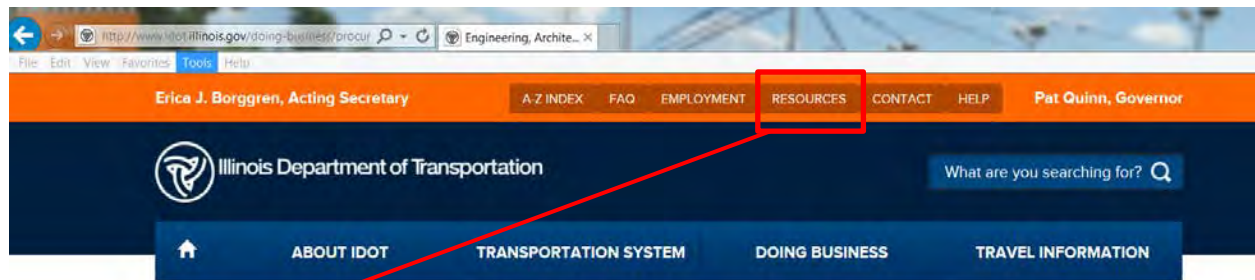 http://www.idot.illinois.gov/doing-business/procur
Engineering, Archite...
File Edit View Favorites Tools Help
Erica J. Borggren, Acting Secretary A-Z INDEX FAQ EMPLOYMENT RESOURCES CONTACT HELP Pat Quinn, Governor
Illinois Department of Transportation
What are you searching for?
ABOUT IDOT TRANSPORTATION SYSTEM DOING BUSINESS TRAVEL INFORMATION